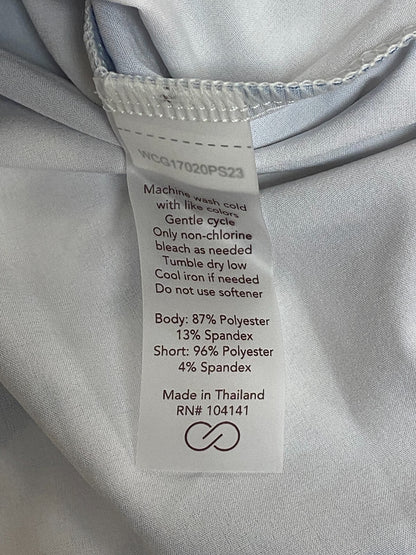 WCG17020PS23
Machine wash cold
with like colors
Gentle cycle
Only non-chlorine
bleach as needed
Tumble dry low
Cool iron if needed
Do not use softener
Body: 87% Polyester
13% Spandex
Short: 96% Polyester
4% Spandex
Made in Thailand
RN# 104141